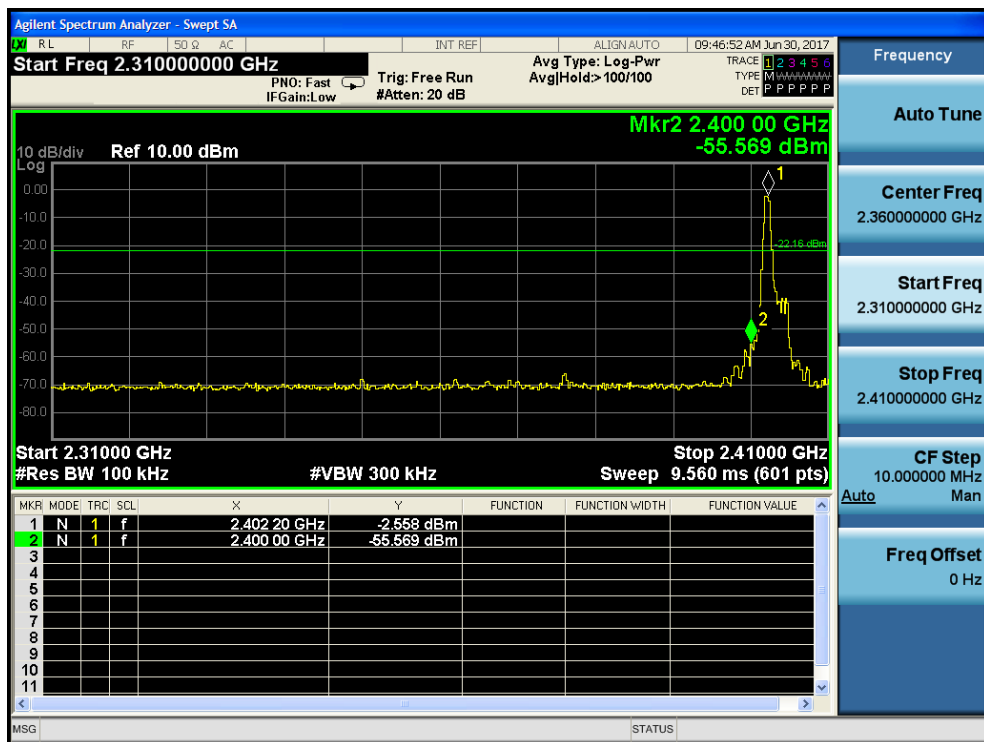 Agilent Spectrum Analyzer - Swept SA
LXI RL RF 50 Ω AC INT REF ALIGN AUTO 09:46:52 AM Jun 30, 2017
Start Freq 2.310000000 GHz
PNO: Fast
IFGain:Low
Trig: Free Run
#Atten: 20 dB
Avg Type: Log-Pwr
Avg|Hold:>100/100
TRACE 1 2 3 4 5 6
TYPE M
DET P P P P P P
Mkr2 2.400 00 GHz
-55.569 dBm
10 dB/div Ref 10.00 dBm
Log
0.00
-10.0
-20.0
-30.0
-40.0
-50.0
-60.0
-70.0
-80.0
1
-22.16 dBm
2
Start 2.31000 GHz Stop 2.41000 GHz
#Res BW 100 kHz #VBW 300 kHz Sweep 9.560 ms (601 pts)
MKR MODE TRC SCL X Y FUNCTION FUNCTION WIDTH FUNCTION VALUE
1 N 1 f 2.402 20 GHz -2.558 dBm
2 N 1 f 2.400 00 GHz -55.569 dBm
3
4
5
6
7
8
9
10
11
MSG STATUS
Frequency
Auto Tune
Center Freq
2.360000000 GHz
Start Freq
2.310000000 GHz
Stop Freq
2.410000000 GHz
CF Step
10.000000 MHz
Auto Man
Freq Offset
0 Hz